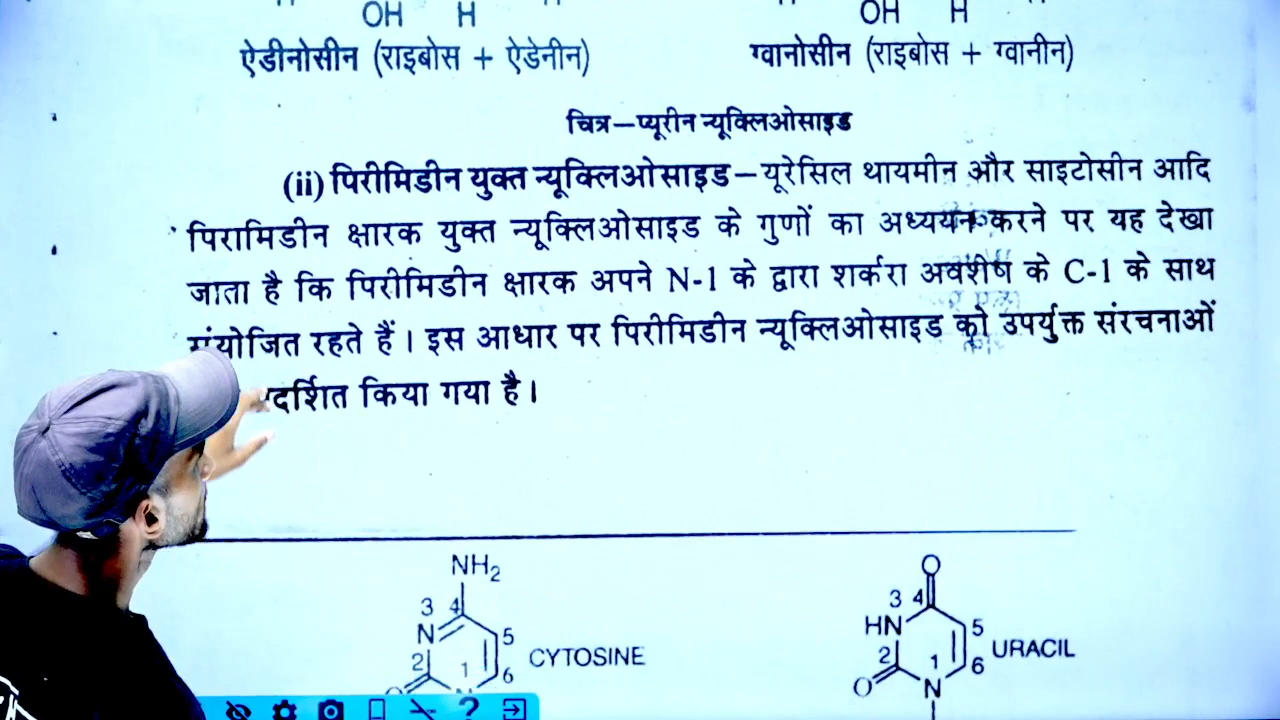 OH H OH H
ऐडीनोसीन (राइबोस + ऐडेनीन) ग्वानोसीन (राइबोस + ग्वानीन)
चित्र—प्यूरीन न्यूक्लिओसाइड
(ii) पिरीमिडीन युक्त न्यूक्लिओसाइड—यूरेसिल थायमीन और साइटोसीन आदि
पिरामिडीन क्षारक युक्त न्यूक्लिओसाइड के गुणों का अध्ययन करने पर यह देखा
जाता है कि पिरीमिडीन क्षारक अपने N-1 के द्वारा शर्करा अवशेष के C-1 के साथ
संयोजित रहते हैं। इस आधार पर पिरीमिडीन न्यूक्लिओसाइड को उपर्युक्त संरचनाओं
किया गया है।
NH₂ O
3 4 3 4
N 5 HN 5
CYTOSINE URACIL
2 1 6 2 1 6
O N